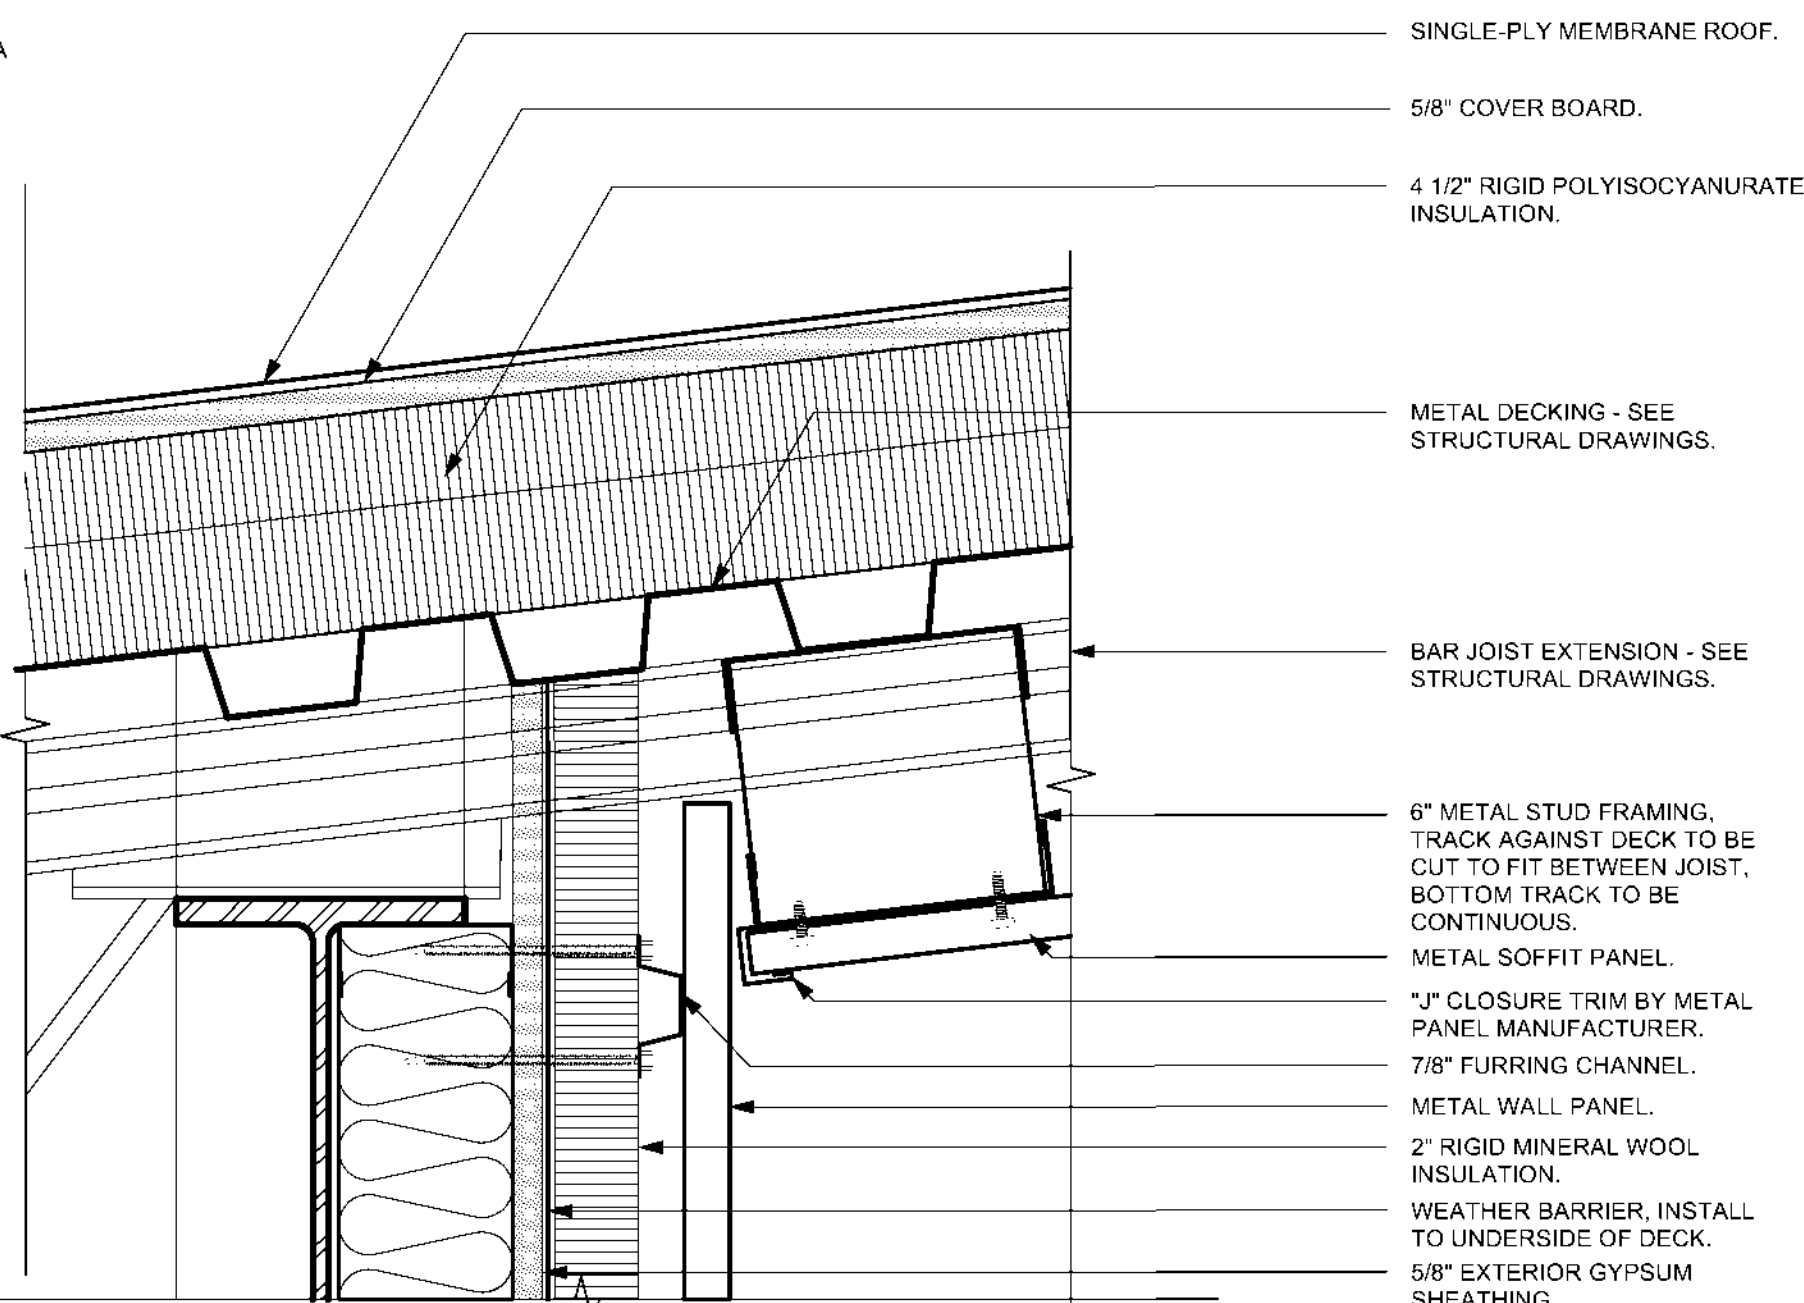 A
SINGLE-PLY MEMBRANE ROOF.
5/8" COVER BOARD.
4 1/2" RIGID POLYISOCYANURATE
INSULATION.
METAL DECKING - SEE
STRUCTURAL DRAWINGS.
BAR JOIST EXTENSION - SEE
STRUCTURAL DRAWINGS.
6" METAL STUD FRAMING,
TRACK AGAINST DECK TO BE
CUT TO FIT BETWEEN JOIST,
BOTTOM TRACK TO BE
CONTINUOUS.
METAL SOFFIT PANEL.
"J" CLOSURE TRIM BY METAL
PANEL MANUFACTURER.
7/8" FURRING CHANNEL.
METAL WALL PANEL.
2" RIGID MINERAL WOOL
INSULATION.
WEATHER BARRIER, INSTALL
TO UNDERSIDE OF DECK.
5/8" EXTERIOR GYPSUM
SHEATHING